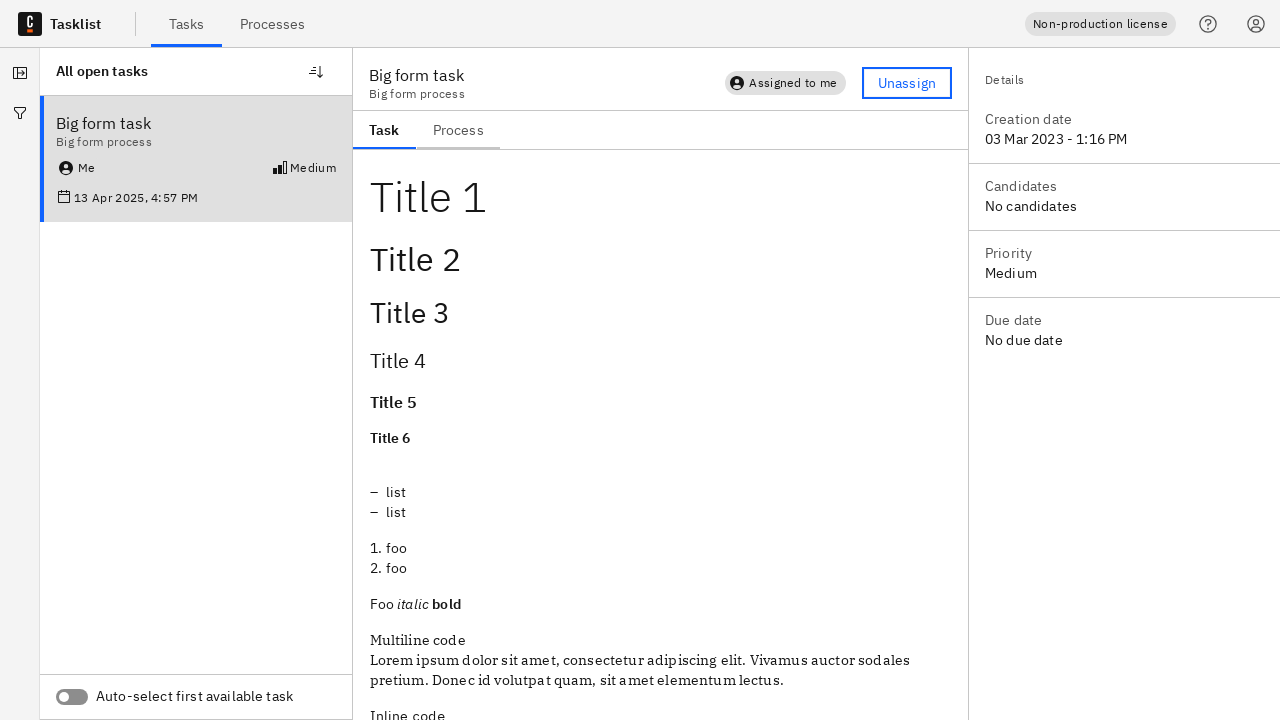 Tasklist
Tasks
Processes
Non-production license
All open tasks
Big form task
Big form process
Me
Medium
13 Apr 2025, 4:57 PM
Auto-select first available task
Big form task
Big form process
Assigned to me
Unassign
Task
Process
Title 1
Title 2
Title 3
Title 4
Title 5
Title 6
– list
– list
1. foo
2. foo
Foo italic bold
Multiline code
Lorem ipsum dolor sit amet, consectetur adipiscing elit. Vivamus auctor sodales
pretium. Donec id volutpat quam, sit amet elementum lectus.
Inline code
Details
Creation date
03 Mar 2023 - 1:16 PM
Candidates
No candidates
Priority
Medium
Due date
No due date